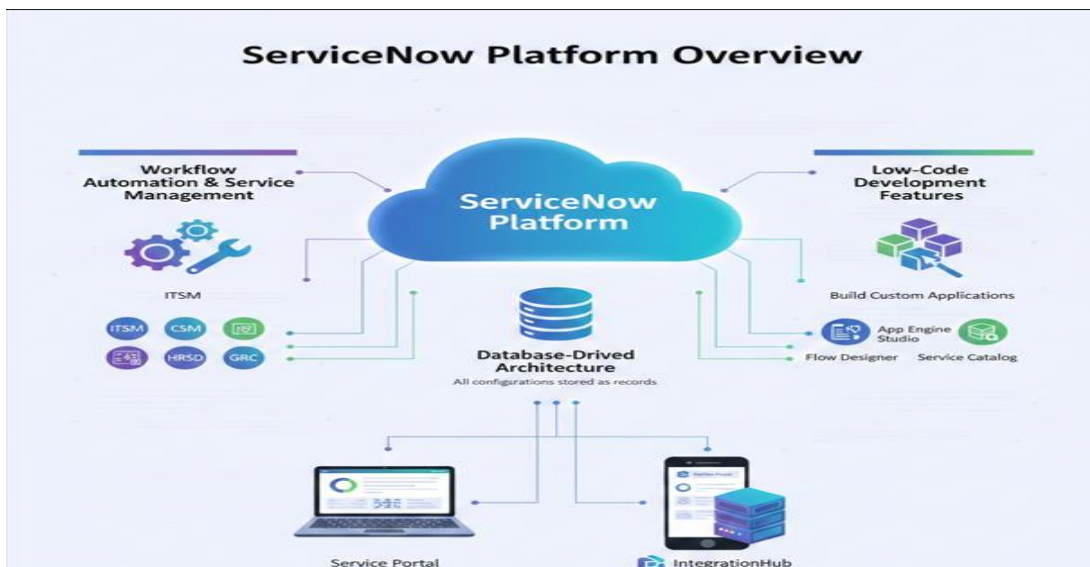 ServiceNow Platform Overview
Workflow
Automation & Service
Management
ITSM
ITSM
CSM
HRSD
GRC
ServiceNow
Platform
Database-Drived
Architecture
All configurations stored as records
Low-Code
Development
Features
Build Custom Applications
App Engine
Studio
Flow Designer
Service Catalog
Service Portal
IntegrationHub